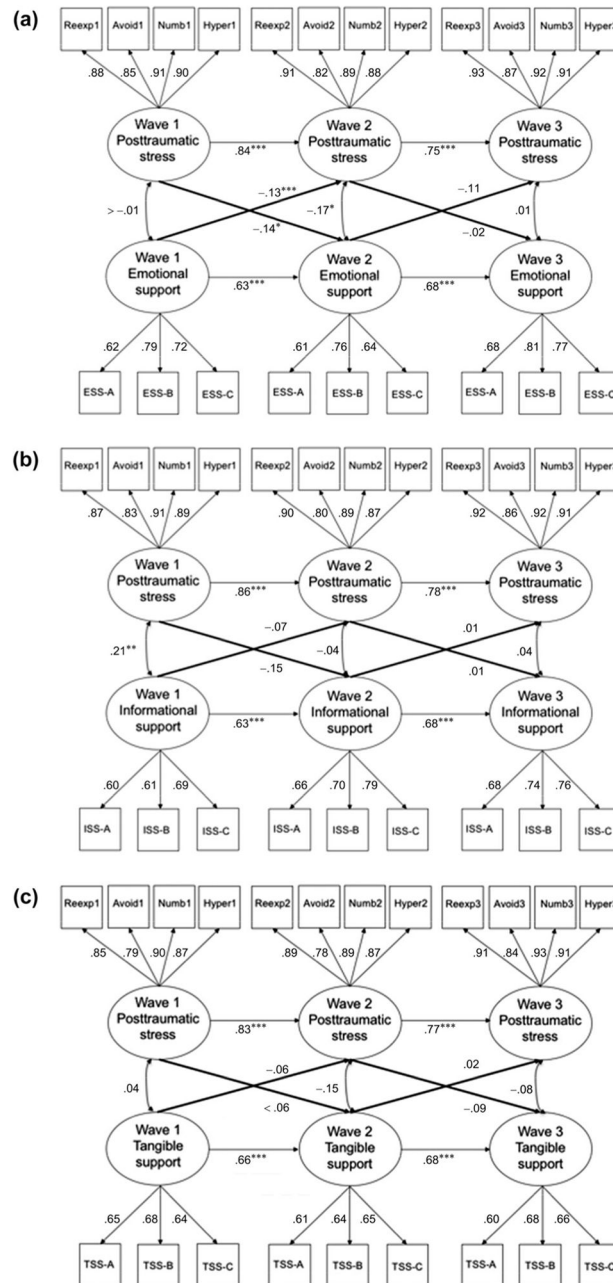 (a)
Reexp1 Avoid1 Numb1 Hyper1 Reexp2 Avoid2 Numb2 Hyper2 Reexp3 Avoid3 Numb3
.88 .85 .91 .90 .91 .82 .89 .88 .93 .87 .92 .91
Wave 1 Wave 2 Wave 3
Posttraumatic Posttraumatic Posttraumatic
stress stress stress
.84*** .75***
−.13*** −.11
> −.01 −.17* .01
−.14* −.02
Wave 1 Wave 2 Wave 3
Emotional Emotional Emotional
support support support
.63*** .68***
.62 .79 .72 .61 .76 .64 .68 .81 .77
ESS-A ESS-B ESS-C ESS-A ESS-B ESS-C ESS-A ESS-B ESS-C
(b)
Reexp1 Avoid1 Numb1 Hyper1 Reexp2 Avoid2 Numb2 Hyper2 Reexp3 Avoid3 Numb3
.87 .83 .91 .89 .90 .80 .89 .87 .92 .86 .92 .91
Wave 1 Wave 2 Wave 3
Posttraumatic Posttraumatic Posttraumatic
stress stress stress
.86*** .78***
−.07 .01
.21** −.04 .04
−.15 .01
Wave 1 Wave 2 Wave 3
Informational Informational Informational
support support support
.63*** .68***
.60 .61 .69 .66 .70 .79 .68 .74 .76
ISS-A ISS-B ISS-C ISS-A ISS-B ISS-C ISS-A ISS-B ISS-C
(c)
Reexp1 Avoid1 Numb1 Hyper1 Reexp2 Avoid2 Numb2 Hyper2 Reexp3 Avoid3 Numb3
.85 .79 .90 .87 .89 .78 .89 .87 .91 .84 .93 .91
Wave 1 Wave 2 Wave 3
Posttraumatic Posttraumatic Posttraumatic
stress stress stress
.83*** .77***
−.06 .02
.04 −.15 −.08
< .06 −.09
Wave 1 Wave 2 Wave 3
Tangible Tangible Tangible
support support support
.66*** .68***
.65 .68 .64 .61 .64 .65 .60 .68 .66
TSS-A TSS-B TSS-C TSS-A TSS-B TSS-C TSS-A TSS-B TSS-C